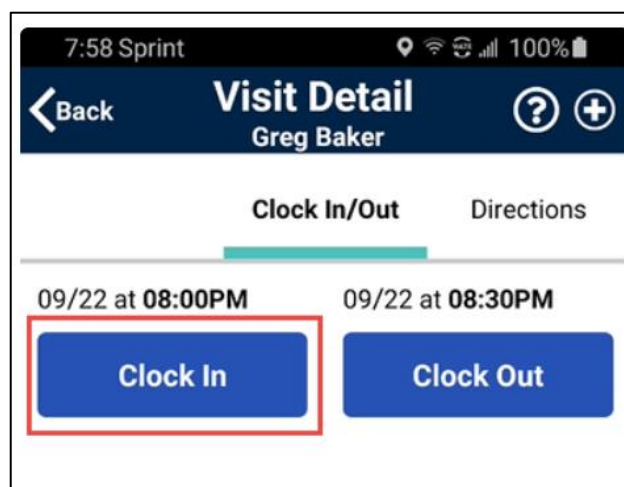 7:58 Sprint 100%
Back Visit Detail
Greg Baker
Clock In/Out Directions
09/22 at 08:00PM 09/22 at 08:30PM
Clock In Clock Out